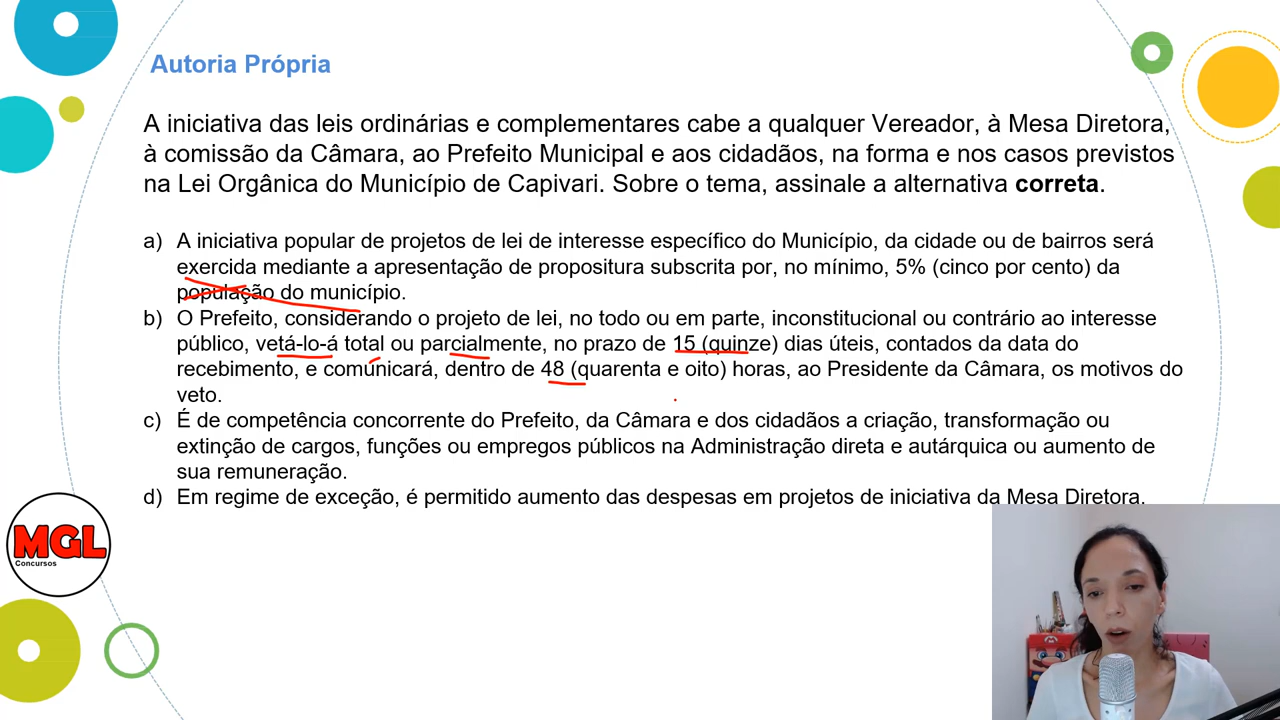 Autoria Própria
A iniciativa das leis ordinárias e complementares cabe a qualquer Vereador, à Mesa Diretora,
à comissão da Câmara, ao Prefeito Municipal e aos cidadãos, na forma e nos casos previstos
na Lei Orgânica do Município de Capivari. Sobre o tema, assinale a alternativa correta.
a) A iniciativa popular de projetos de lei de interesse específico do Município, da cidade ou de bairros será
exercida mediante a apresentação de propositura subscrita por, no mínimo, 5% (cinco por cento) da
população do município.
b) O Prefeito, considerando o projeto de lei, no todo ou em parte, inconstitucional ou contrário ao interesse
público, vetá-lo-á total ou parcialmente, no prazo de 15 (quinze) dias úteis, contados da data do
recebimento, e comunicará, dentro de 48 (quarenta e oito) horas, ao Presidente da Câmara, os motivos do
veto.
c) É de competência concorrente do Prefeito, da Câmara e dos cidadãos a criação, transformação ou
extinção de cargos, funções ou empregos públicos na Administração direta e autárquica ou aumento de
sua remuneração.
d) Em regime de exceção, é permitido aumento das despesas em projetos de iniciativa da Mesa Diretora.
MGL
Concursos